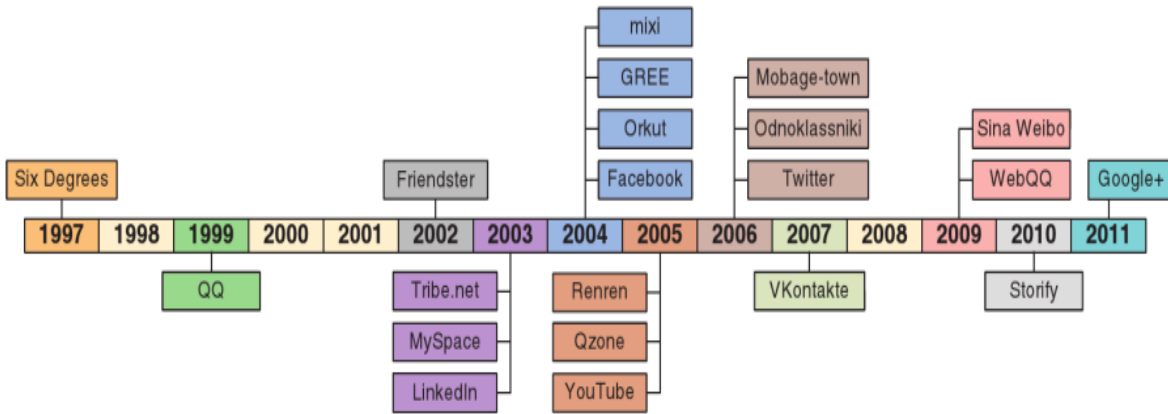 mixi
GREE
Mobage-town
Orkut
Odnoklassniki
Sina Weibo
Six Degrees
Friendster
Facebook
Twitter
WebQQ
Google+
1997 1998 1999 2000 2001 2002 2003 2004 2005 2006 2007 2008 2009 2010 2011
QQ
Tribe.net
Renren
VKontakte
Storify
MySpace
Qzone
LinkedIn
YouTube